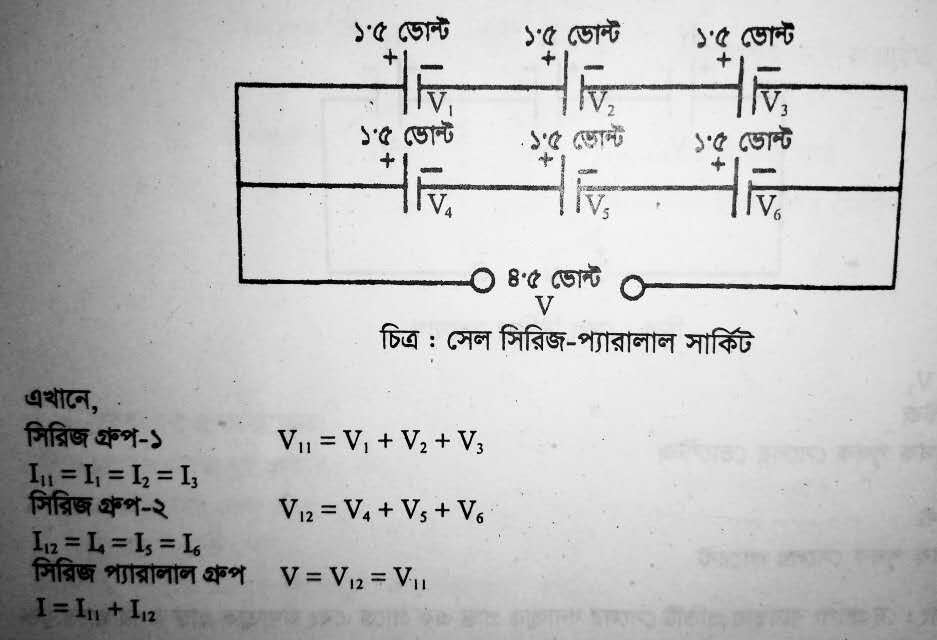 ১·৫ ভোল্ট ১·৫ ভোল্ট ১·৫ ভোল্ট
+ − + − + −
V₁ V₂ V₃
১·৫ ভোল্ট ১·৫ ভোল্ট ১·৫ ভোল্ট
+ − + − + −
V₄ V₅ V₆
৪·৫ ভোল্ট
V
চিত্র : সেল সিরিজ-প্যারালাল সার্কিট
এখানে,
সিরিজ গ্রুপ-১ V₁₁ = V₁ + V₂ + V₃
I₁₁ = I₁ = I₂ = I₃
সিরিজ গ্রুপ-২ V₁₂ = V₄ + V₅ + V₆
I₁₂ = I₄ = I₅ = I₆
সিরিজ প্যারালাল গ্রুপ V = V₁₂ = V₁₁
I = I₁₁ + I₁₂